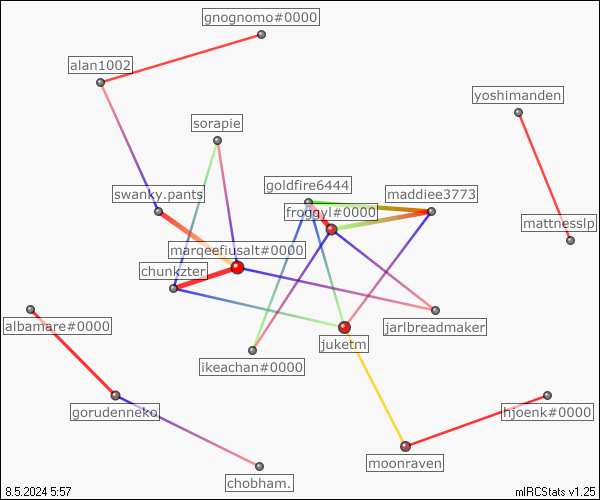 gnognomo#0000
alan1002
yoshimanden
sorapie
goldfire6444
swanky.pants
maddiee3773
froggyl#0000
mattnesslp
marqeefiusalt#0000
chunkzter
albamare#0000
jarlbreadmaker
juketm
ikeachan#0000
gorudenneko
hjoenk#0000
moonraven
chobham.
8.5.2024 5:57
mIRCStats v1.25